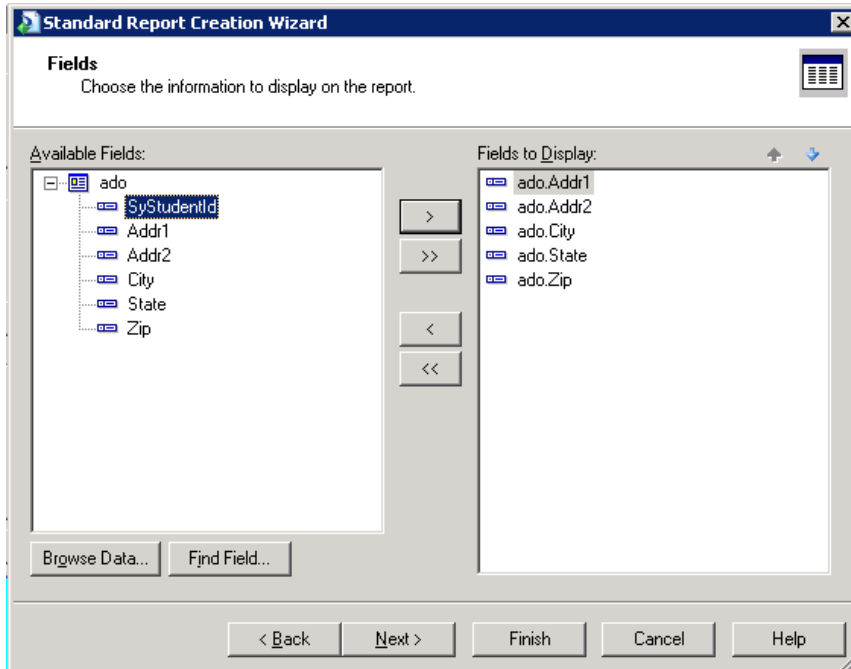 Standard Report Creation Wizard
Fields
Choose the information to display on the report.
Available Fields:
ado
SyStudentId
Addr1
Addr2
City
State
Zip
>
>>
<
<<
Fields to Display:
ado.Addr1
ado.Addr2
ado.City
ado.State
ado.Zip
Browse Data...
Find Field...
< Back
Next >
Finish
Cancel
Help